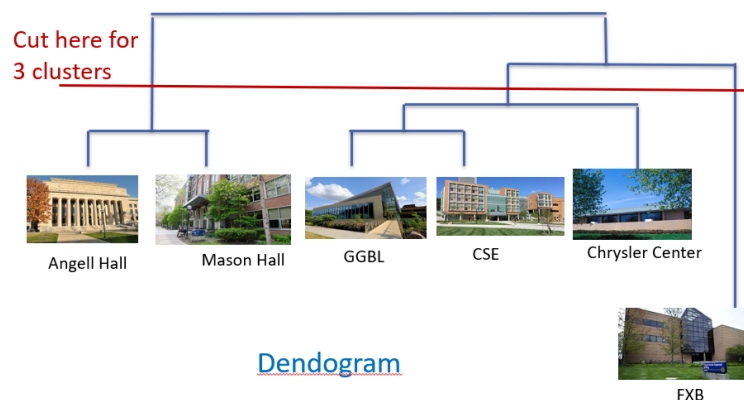 Cut here for
3 clusters
Angell Hall
Mason Hall
GGBL
CSE
Chrysler Center
Dendogram
FXB